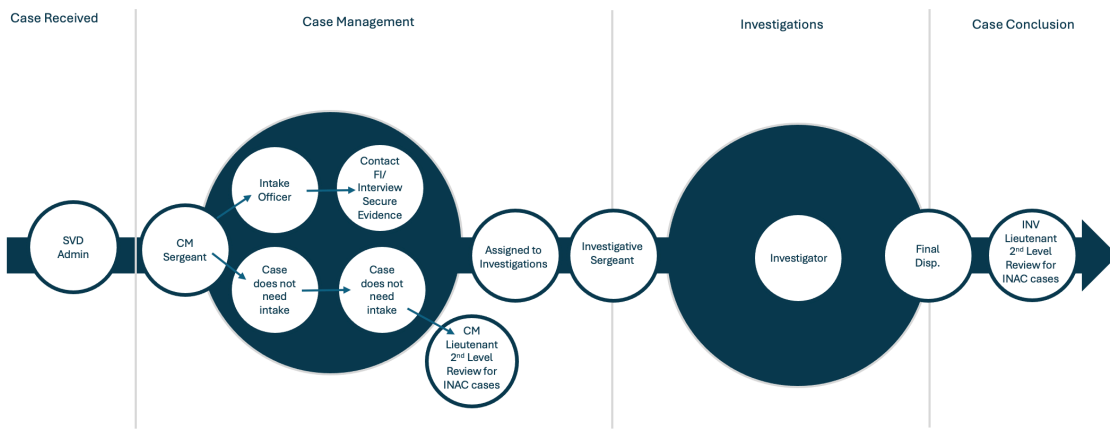 Case Received
Case Management
Investigations
Case Conclusion
SVD
Admin
CM
Sergeant
Intake
Officer
Contact
FI/
Interview
Secure
Evidence
Case
does not
need
intake
Case
does not
need
intake
CM
Lieutenant
2nd Level
Review for
INAC cases
Assigned to
Investigations
Investigative
Sergeant
Investigator
Final
Disp.
INV
Lieutenant
2nd Level
Review for
INAC cases